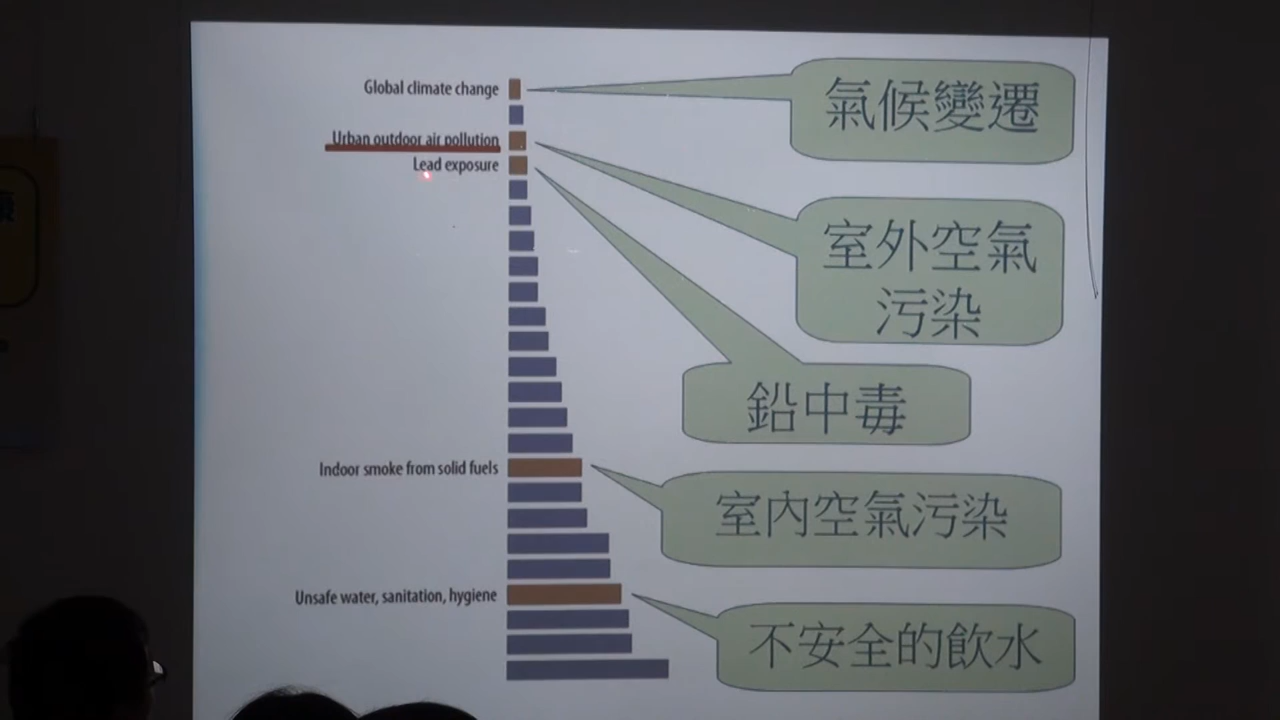 Global climate change
氣候變遷
Urban outdoor air pollution
Lead exposure
室外空氣
污染
鉛中毒
Indoor smoke from solid fuels
室內空氣污染
Unsafe water, sanitation, hygiene
不安全的飲水